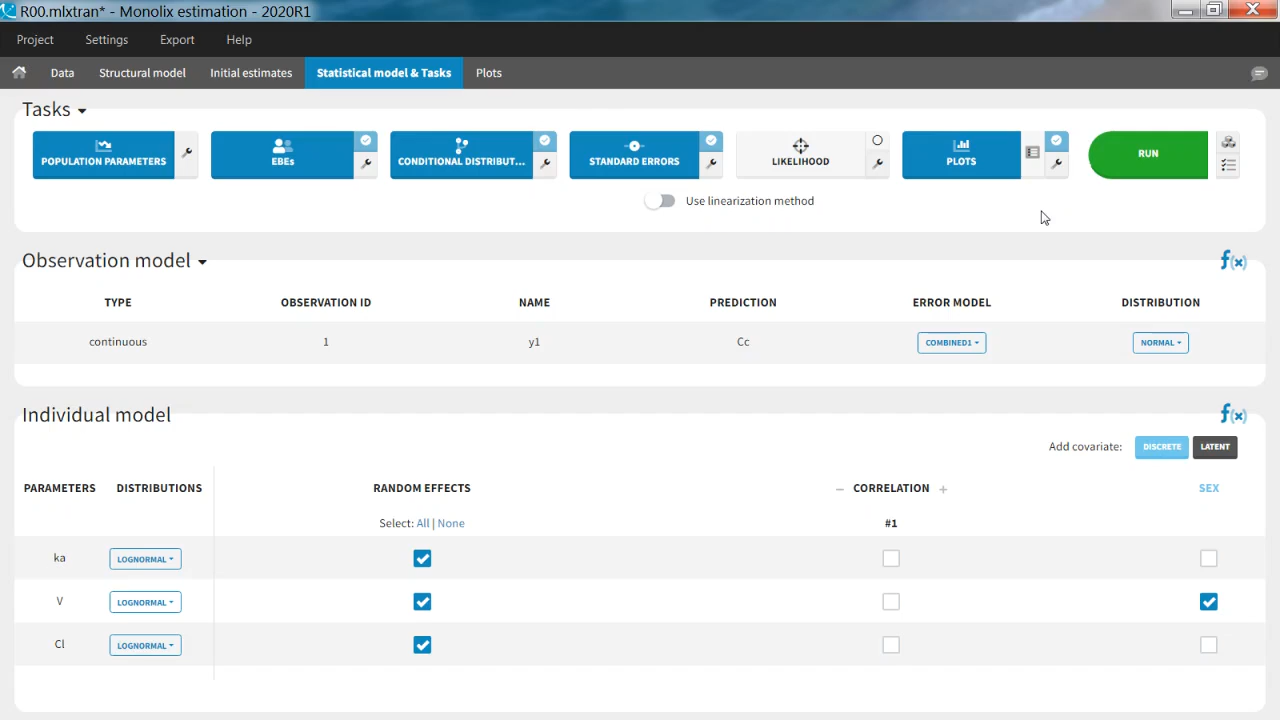 R00.mlxtran* - Monolix estimation - 2020R1
Project Settings Export Help
Data Structural model Initial estimates Statistical model & Tasks Plots
Tasks
POPULATION PARAMETERS EBEs CONDITIONAL DISTRIBUT... STANDARD ERRORS LIKELIHOOD PLOTS RUN
Use linearization method
Observation model
f(x)
TYPE OBSERVATION ID NAME PREDICTION ERROR MODEL DISTRIBUTION
continuous 1 y1 Cc COMBINED1 NORMAL
Individual model
f(x)
Add covariate: DISCRETE LATENT
PARAMETERS DISTRIBUTIONS RANDOM EFFECTS − CORRELATION + SEX
Select: All | None #1
ka LOGNORMAL
V LOGNORMAL
Cl LOGNORMAL